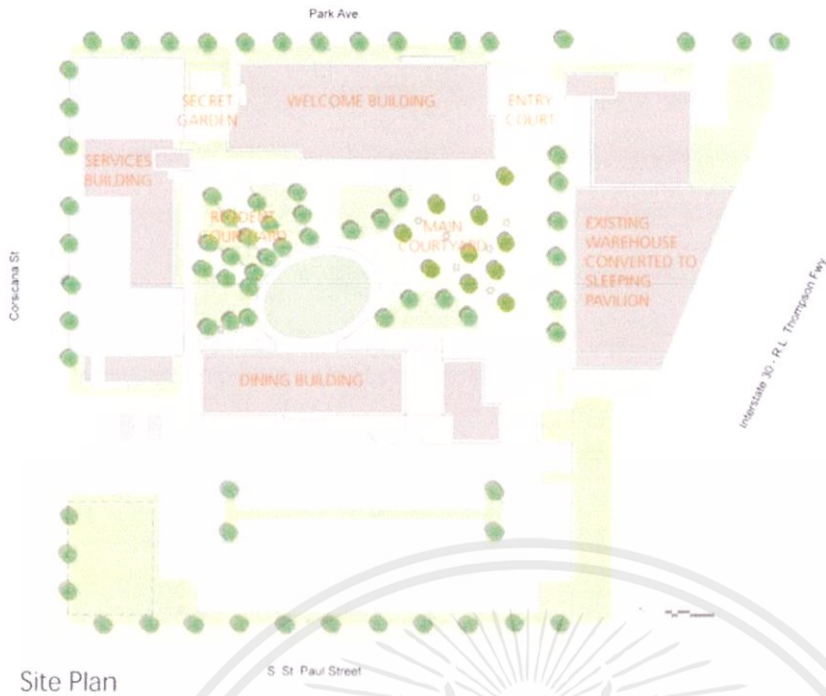 Park Ave
SECRET
GARDEN
WELCOME BUILDING
ENTRY
COURT
SERVICES
BUILDING
RESIDENT
COURTYARD
MAIN
COURTYARD
EXISTING
WAREHOUSE
CONVERTED TO
SLEEPING
PAVILION
Corsicana St
Interstate 30 - R.L. Thompson Fwy
DINING BUILDING
Site Plan
S. St. Paul Street